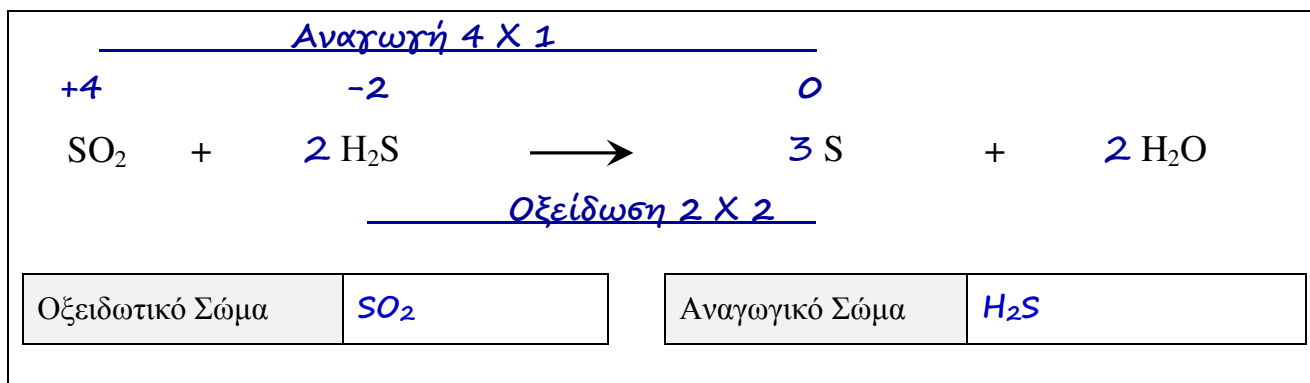 Αναγωγή 4 X 1
+4 -2 0
SO₂ + 2 H₂S ⟶ 3 S + 2 H₂O
Οξείδωση 2 X 2
Οξειδωτικό Σώμα SO₂ Αναγωγικό Σώμα H₂S